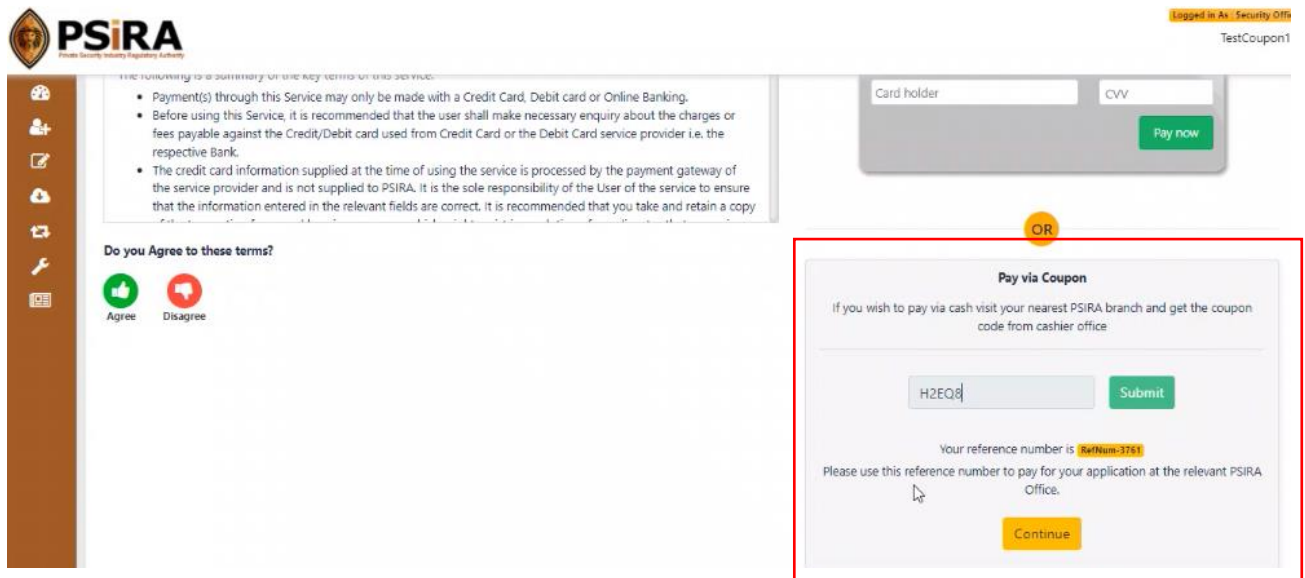 PSiRA
Private Security Industry Regulatory Authority
Logged in As : Security Offi
TestCoupon1
The following is a summary of the key terms of this service:
• Payment(s) through this Service may only be made with a Credit Card, Debit card or Online Banking.
• Before using this Service, it is recommended that the user shall make necessary enquiry about the charges or
fees payable against the Credit/Debit card used from Credit Card or the Debit Card service provider i.e. the
respective Bank.
• The credit card information supplied at the time of using the service is processed by the payment gateway of
the service provider and is not supplied to PSIRA. It is the sole responsibility of the User of the service to ensure
that the information entered in the relevant fields are correct. It is recommended that you take and retain a copy
Do you Agree to these terms?
Agree
Disagree
Card holder
CVV
Pay now
OR
Pay via Coupon
If you wish to pay via cash visit your nearest PSIRA branch and get the coupon
code from cashier office
H2EQ8
Submit
Your reference number is RefNum-3761
Please use this reference number to pay for your application at the relevant PSIRA
Office.
Continue